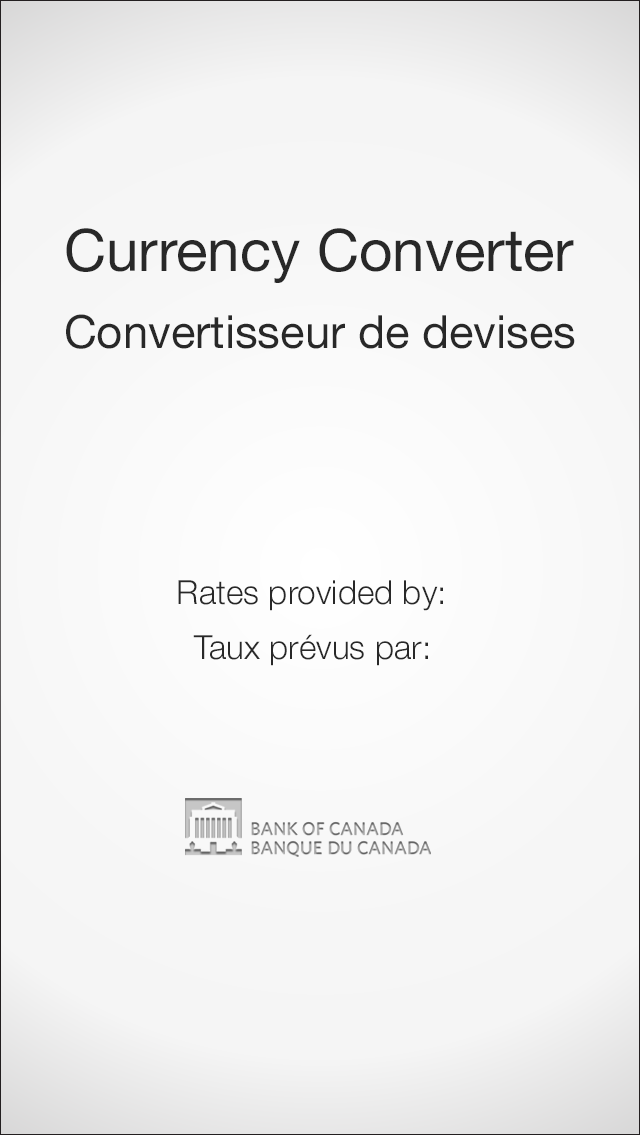 Currency Converter
Convertisseur de devises
Rates provided by:
Taux prévus par:
BANK OF CANADA
BANQUE DU CANADA